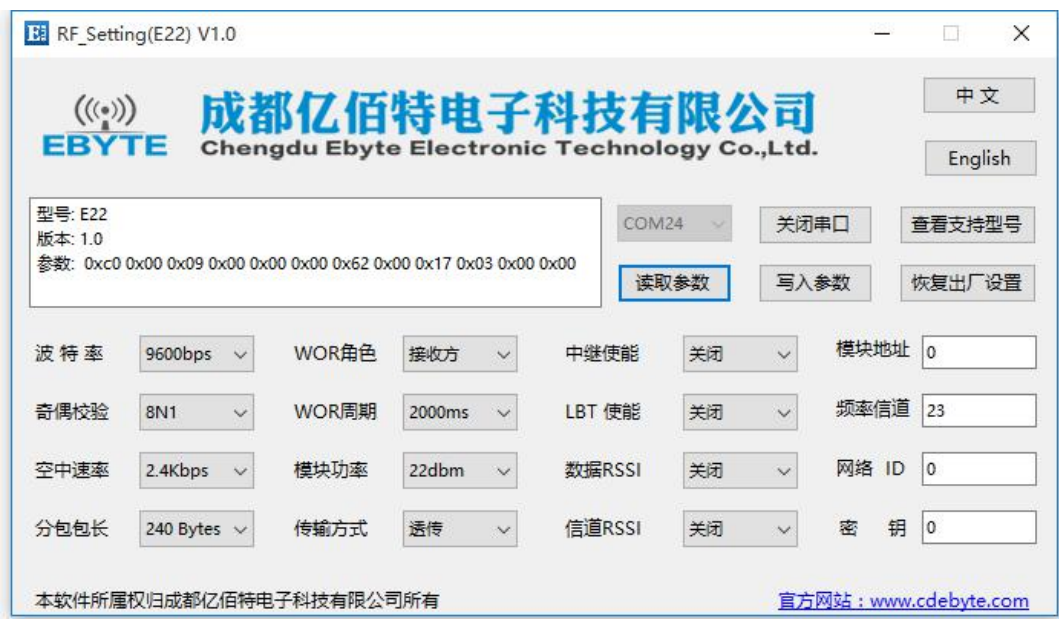 RF_Setting(E22) V1.0
EBYTE
成都亿佰特电子科技有限公司
Chengdu Ebyte Electronic Technology Co.,Ltd.
中 文
English
型号: E22
版本: 1.0
参数: 0xc0 0x00 0x09 0x00 0x00 0x00 0x62 0x00 0x17 0x03 0x00 0x00
COM24 关闭串口 查看支持型号
读取参数 写入参数 恢复出厂设置
波 特 率 9600bps WOR角色 接收方 中继使能 关闭 模块地址 0
奇偶校验 8N1 WOR周期 2000ms LBT 使能 关闭 频率信道 23
空中速率 2.4Kbps 模块功率 22dbm 数据RSSI 关闭 网络 ID 0
分包包长 240 Bytes 传输方式 透传 信道RSSI 关闭 密 钥 0
本软件所属权归成都亿佰特电子科技有限公司所有 官方网站：www.cdebyte.com